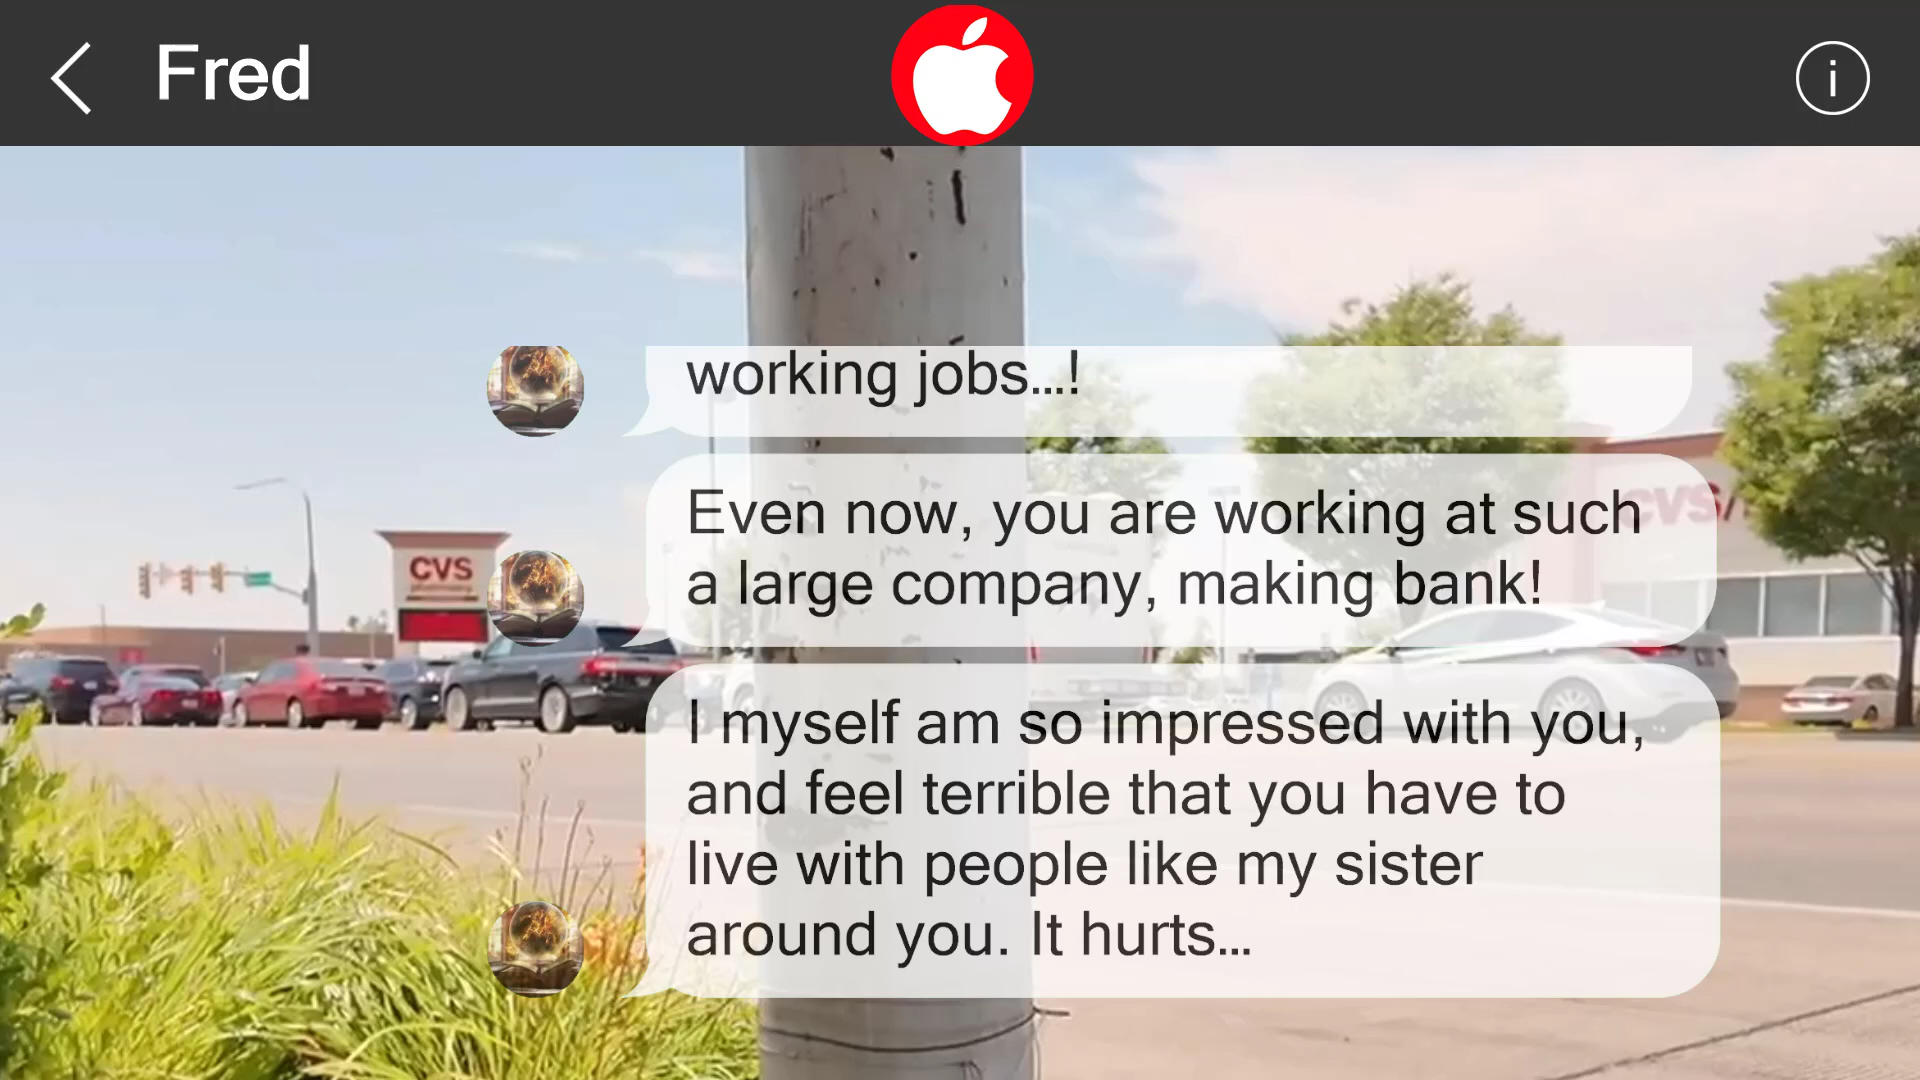 Fred
i
working jobs...!
Even now, you are working at such
a large company, making bank!
I myself am so impressed with you,
and feel terrible that you have to
live with people like my sister
around you. It hurts...
CVS
CVS/